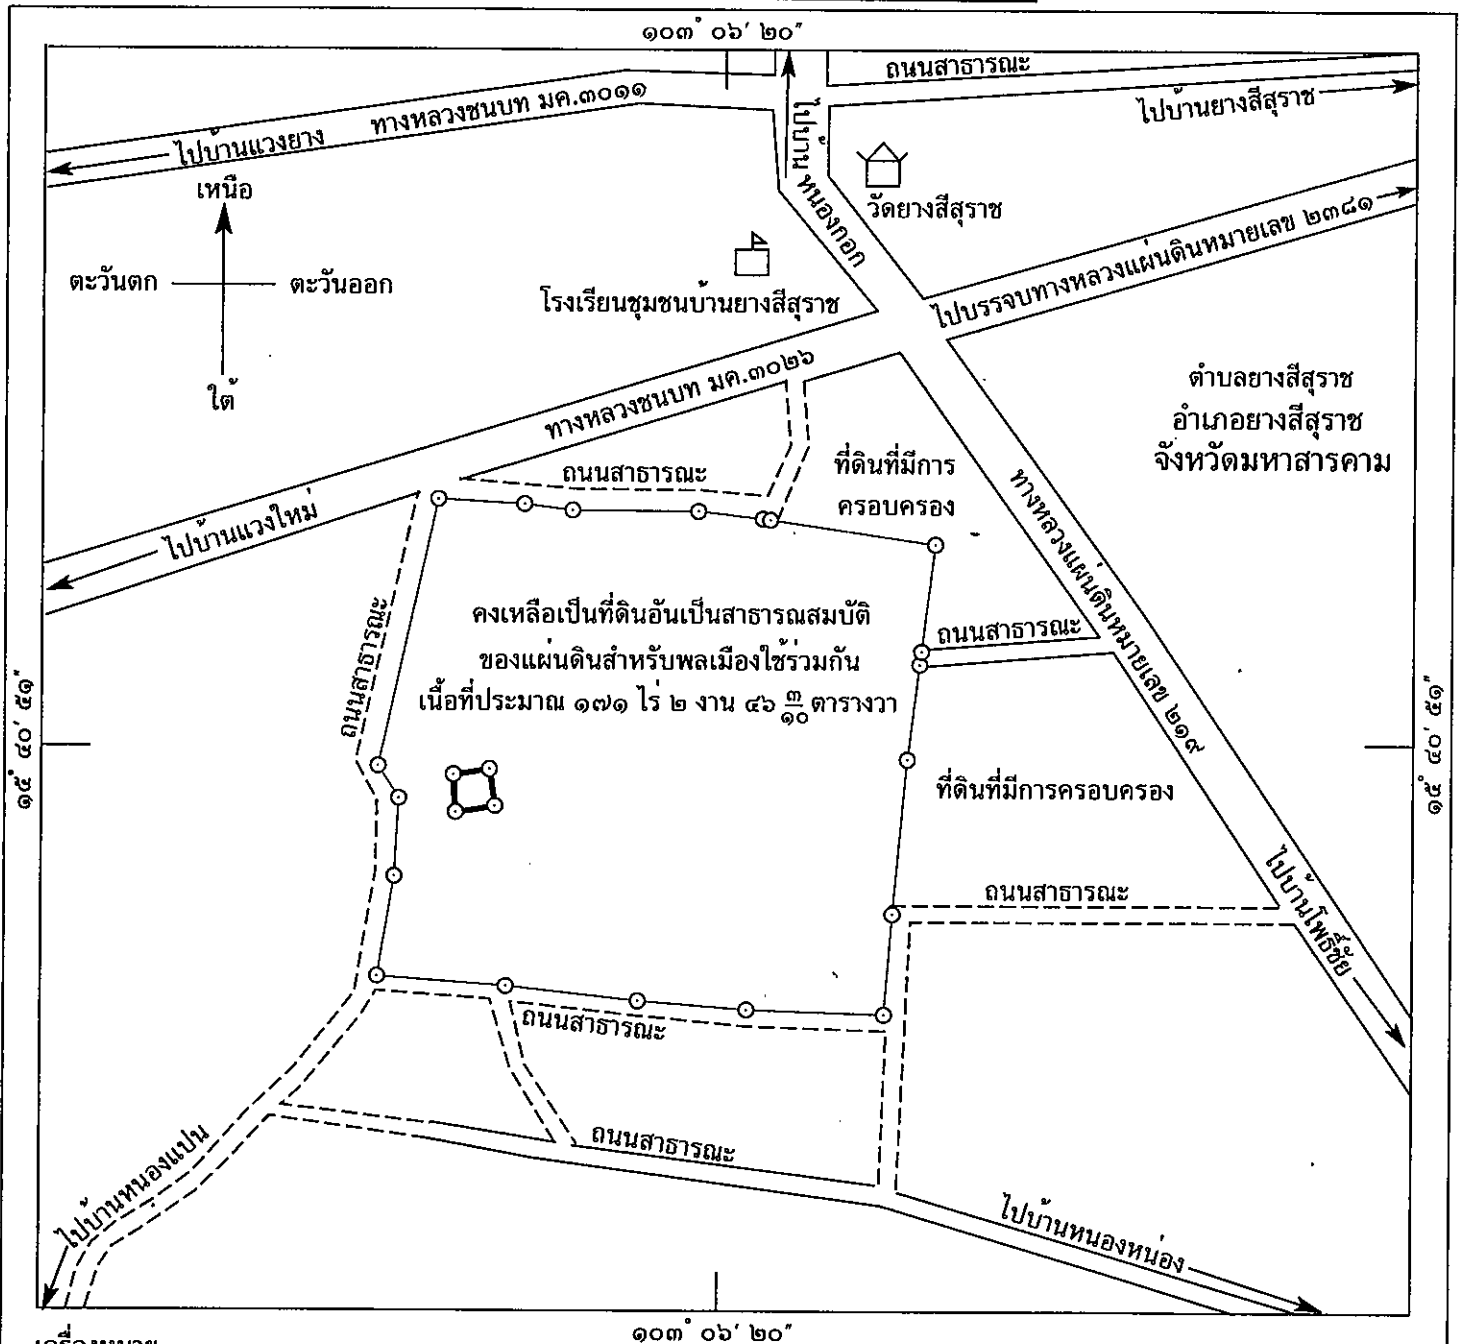 ๑๐๓° ๐๖' ๒๐"
ถนนสาธารณะ
ไปบ้านยางสีสุราช
ทางหลวงชนบท มค.๓๐๑๑
ไปบ้านแวงยาง
ไปบ้านหนองกอก
วัดยางสีสุราช
เหนือ
ตะวันตก
ตะวันออก
ใต้
โรงเรียนชุมชนบ้านยางสีสุราช
ไปบรรจบทางหลวงแผ่นดินหมายเลข ๒๓๘๑
ทางหลวงชนบท มค.๓๐๒๖
ตำบลยางสีสุราช
อำเภอยางสีสุราช
จังหวัดมหาสารคาม
ถนนสาธารณะ
ที่ดินที่มีการ
ครอบครอง
ไปบ้านแวงใหม่
ทางหลวงแผ่นดินหมายเลข ๒๑๙
ถนนสาธารณะ
คงเหลือเป็นที่ดินอันเป็นสาธารณสมบัติ
ของแผ่นดินสำหรับพลเมืองใช้ร่วมกัน
เนื้อที่ประมาณ ๑๗๑ ไร่ ๒ งาน ๔๖ ๓/๑๐ ตารางวา
ถนนสาธารณะ
๑๕° ๔๐' ๕๑"
๑๕° ๔๐' ๕๑"
ที่ดินที่มีการครอบครอง
ถนนสาธารณะ
ไปบ้านโพธิ์ชัย
ถนนสาธารณะ
ถนนสาธารณะ
ไปบ้านหนองแปน
ไปบ้านหนองหน่อง
๑๐๓° ๐๖' ๒๐"